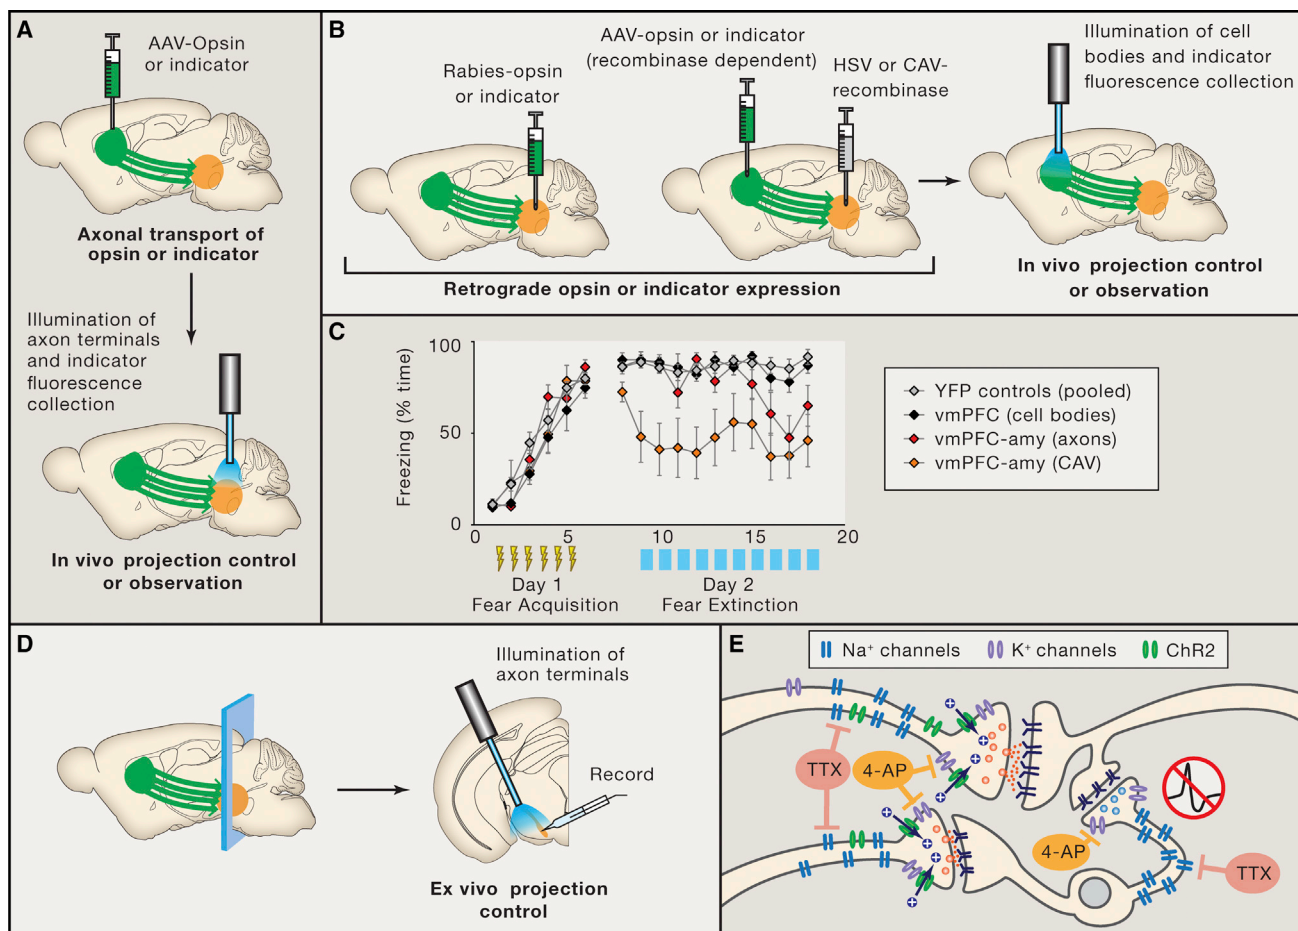 A
AAV-Opsin
or indicator
Axonal transport of
opsin or indicator
Illumination of
axon terminals
and indicator
fluorescence
collection
In vivo projection control
or observation
B
Rabies-opsin
or indicator
AAV-opsin or indicator
(recombinase dependent)
HSV or CAV-
recombinase
Illumination of cell
bodies and indicator
fluorescence collection
Retrograde opsin or indicator expression
In vivo projection control
or observation
C
Freezing (% time)
100
50
0
0
5
10
15
20
Day 1
Fear Acquisition
Day 2
Fear Extinction
YFP controls (pooled)
vmPFC (cell bodies)
vmPFC-amy (axons)
vmPFC-amy (CAV)
D
Illumination of
axon terminals
Record
Ex vivo projection
control
E
Na⁺ channels
K⁺ channels
ChR2
TTX
4-AP
4-AP
TTX
+
+
+
+
+
+
+
+